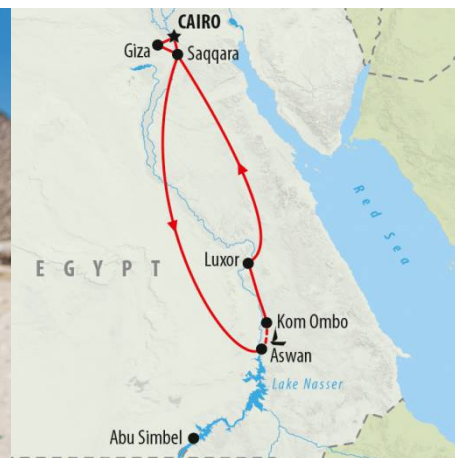 CAIRO
Giza
Saqqara
Red Sea
Luxor
EGYPT
Kom Ombo
Aswan
Lake Nasser
Abu Simbel